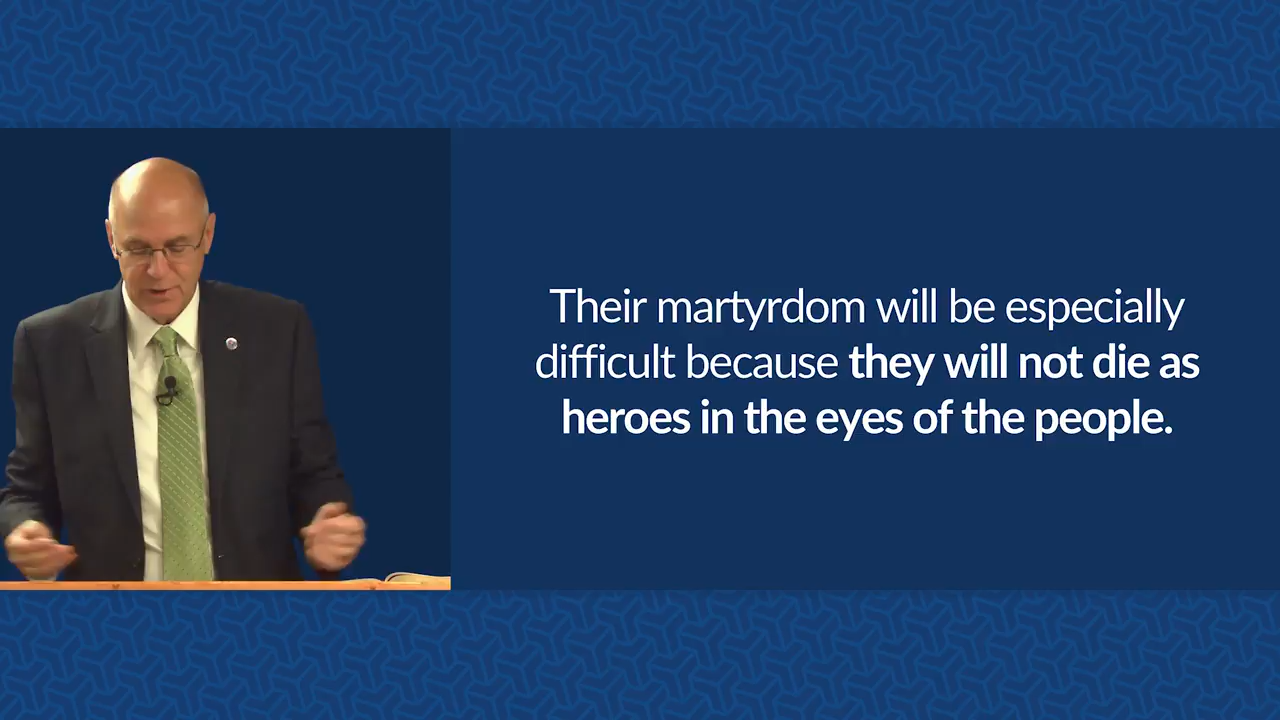 Their martyrdom will be especially
difficult because they will not die as
heroes in the eyes of the people.